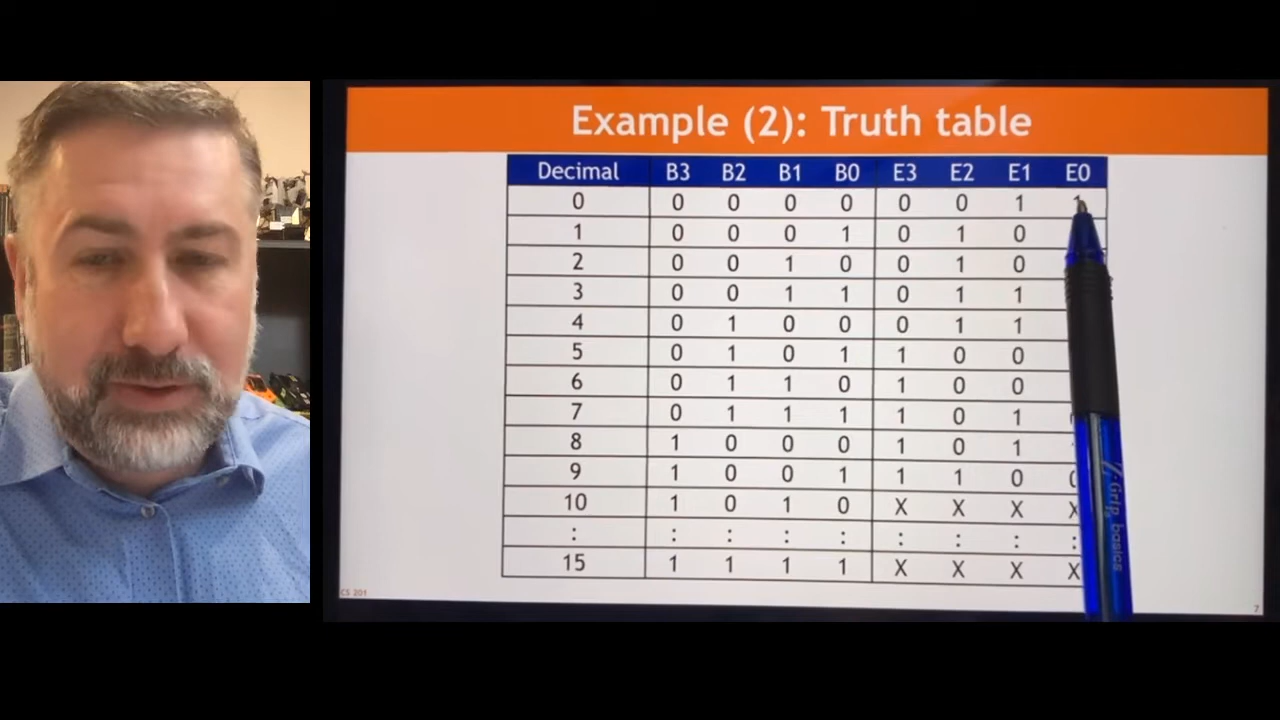 Example (2): Truth table
Decimal B3 B2 B1 B0 E3 E2 E1 E0
0 0 0 0 0 0 0 1 1
1 0 0 0 1 0 1 0
2 0 0 1 0 0 1 0
3 0 0 1 1 0 1 1
4 0 1 0 0 0 1 1
5 0 1 0 1 1 0 0
6 0 1 1 0 1 0 0
7 0 1 1 1 1 0 1
8 1 0 0 0 1 0 1
9 1 0 0 1 1 1 0 0
10 1 0 1 0 X X X X
: : : : : : : : :
15 1 1 1 1 X X X X
CS 201
7
Grip basics